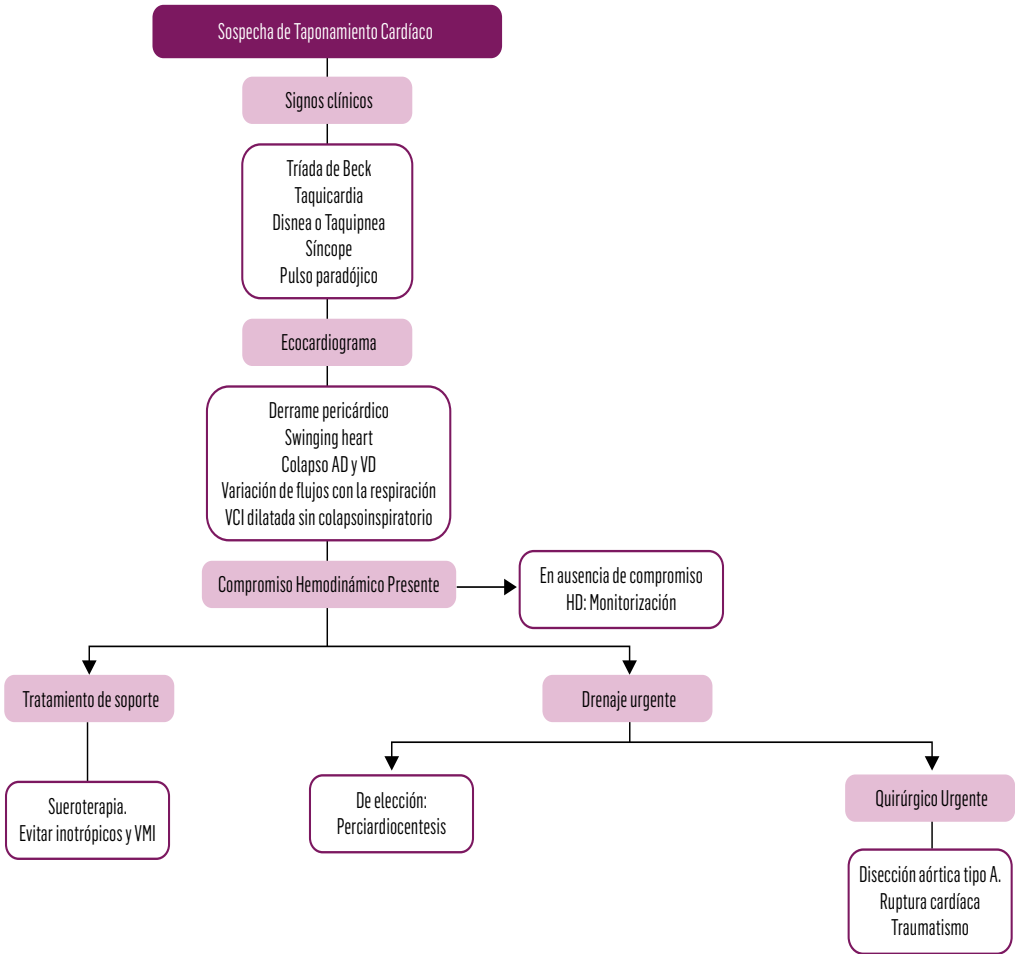 Sospecha de Taponamiento Cardíaco
Signos clínicos
Tríada de Beck
Taquicardia
Disnea o Taquipnea
Síncope
Pulso paradójico
Ecocardiograma
Derrame pericárdico
Swinging heart
Colapso AD y VD
Variación de flujos con la respiración
VCI dilatada sin colapsoinspiratorio
Compromiso Hemodinámico Presente
En ausencia de compromiso
HD: Monitorización
Tratamiento de soporte
Drenaje urgente
Sueroterapia.
Evitar inotrópicos y VMI
De elección:
Perciardiocentesis
Quirúrgico Urgente
Disección aórtica tipo A.
Ruptura cardíaca
Traumatismo